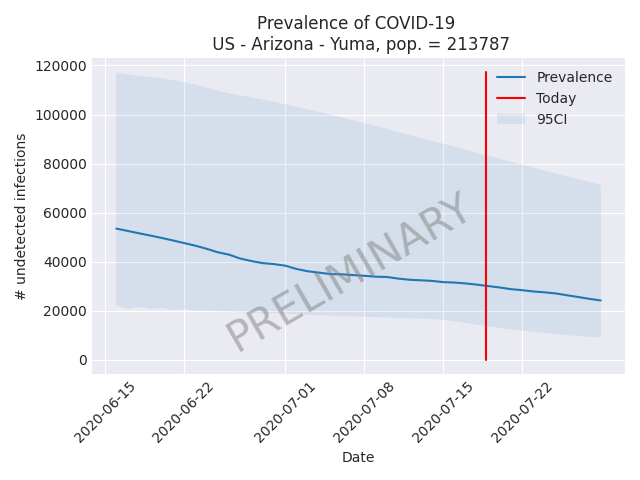 Prevalence of COVID-19
US - Arizona - Yuma, pop. = 213787
120000
100000
80000
60000
40000
20000
0
# undetected infections
Prevalence
Today
95CI
PRELIMINARY
2020-06-15
2020-06-22
2020-07-01
2020-07-08
2020-07-15
2020-07-22
Date